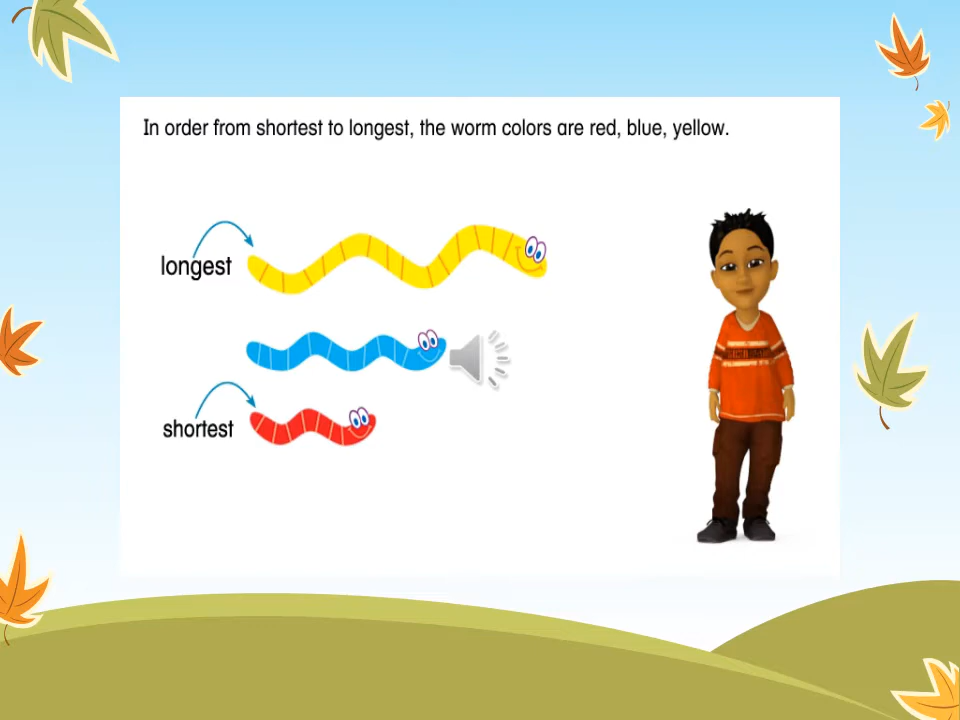 In order from shortest to longest, the worm colors are red, blue, yellow.
longest
shortest